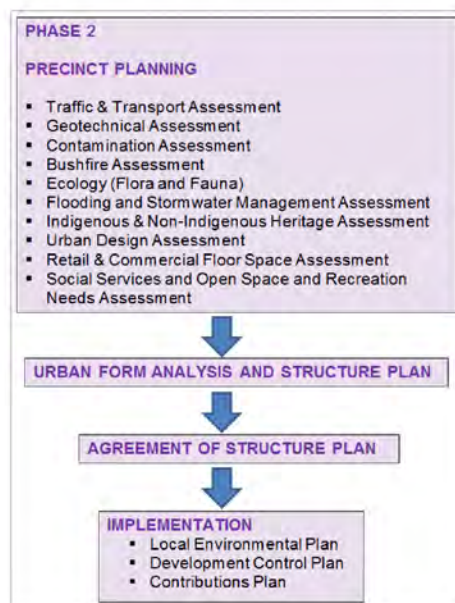 PHASE 2
PRECINCT PLANNING
▪ Traffic & Transport Assessment
▪ Geotechnical Assessment
▪ Contamination Assessment
▪ Bushfire Assessment
▪ Ecology (Flora and Fauna)
▪ Flooding and Stormwater Management Assessment
▪ Indigenous & Non-Indigenous Heritage Assessment
▪ Urban Design Assessment
▪ Retail & Commercial Floor Space Assessment
▪ Social Services and Open Space and Recreation
Needs Assessment
URBAN FORM ANALYSIS AND STRUCTURE PLAN
AGREEMENT OF STRUCTURE PLAN
IMPLEMENTATION
▪ Local Environmental Plan
▪ Development Control Plan
▪ Contributions Plan